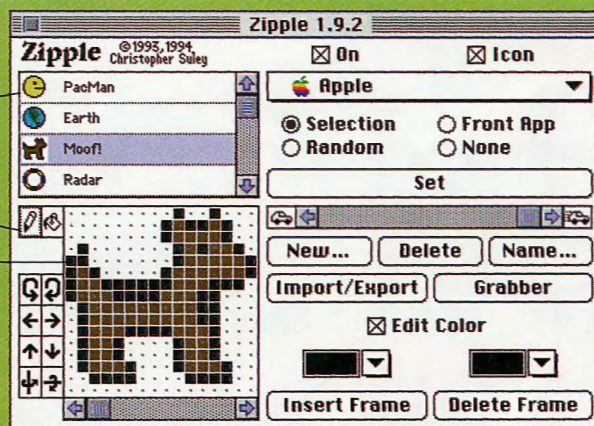 Zipple 1.9.2
Zipple ©1993,1994 Christopher Suley
On
Icon
PacMan
Earth
Moof!
Radar
Apple
Selection
Front App
Random
None
Set
New...
Delete
Name...
Import/Export
Grabber
Edit Color
Insert Frame
Delete Frame